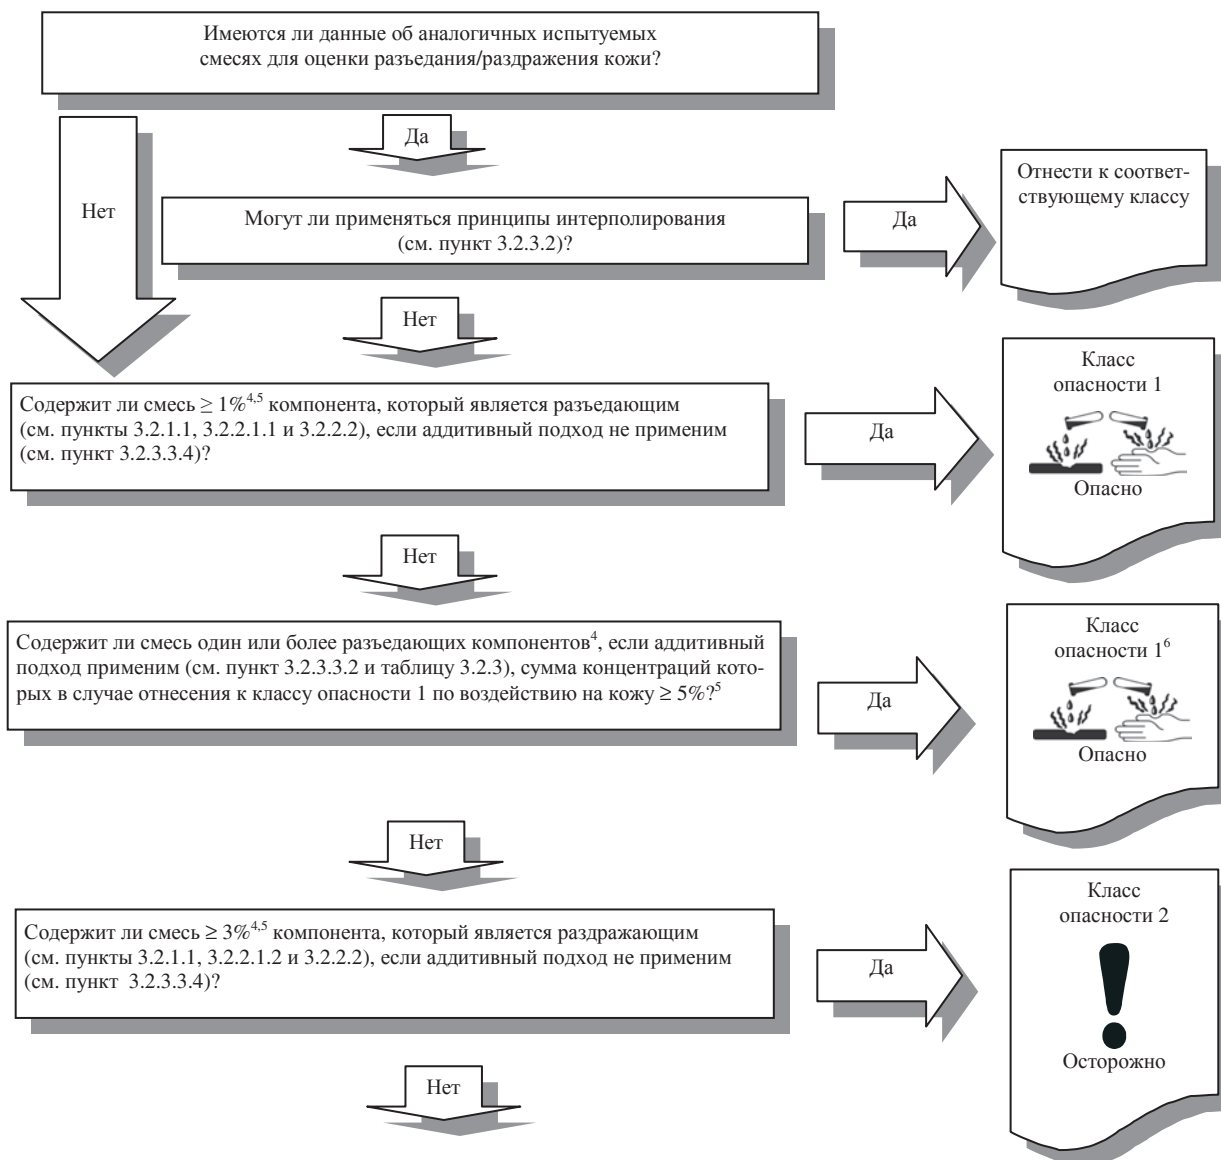 Имеются ли данные об аналогичных испытуемых
смесях для оценки разъедания/раздражения кожи?
Нет
Да
Могут ли применяться принципы интерполирования
(см. пункт 3.2.3.2)?
Да
Отнести к соответ-
ствующему классу
Нет
Содержит ли смесь ≥ 1%4,5 компонента, который является разъедающим
(см. пункты 3.2.1.1, 3.2.2.1.1 и 3.2.2.2), если аддитивный подход не применим
(см. пункт 3.2.3.3.4)?
Да
Класс
опасности 1
Опасно
Нет
Содержит ли смесь один или более разъедающих компонентов4, если аддитивный
подход применим (см. пункт 3.2.3.3.2 и таблицу 3.2.3), сумма концентраций кото-
рых в случае отнесения к классу опасности 1 по воздействию на кожу ≥ 5%?5
Да
Класс
опасности 16
Опасно
Нет
Содержит ли смесь ≥ 3%4,5 компонента, который является раздражающим
(см. пункты 3.2.1.1, 3.2.2.1.2 и 3.2.2.2), если аддитивный подход не применим
(см. пункт 3.2.3.3.4)?
Да
Класс
опасности 2
Осторожно
Нет